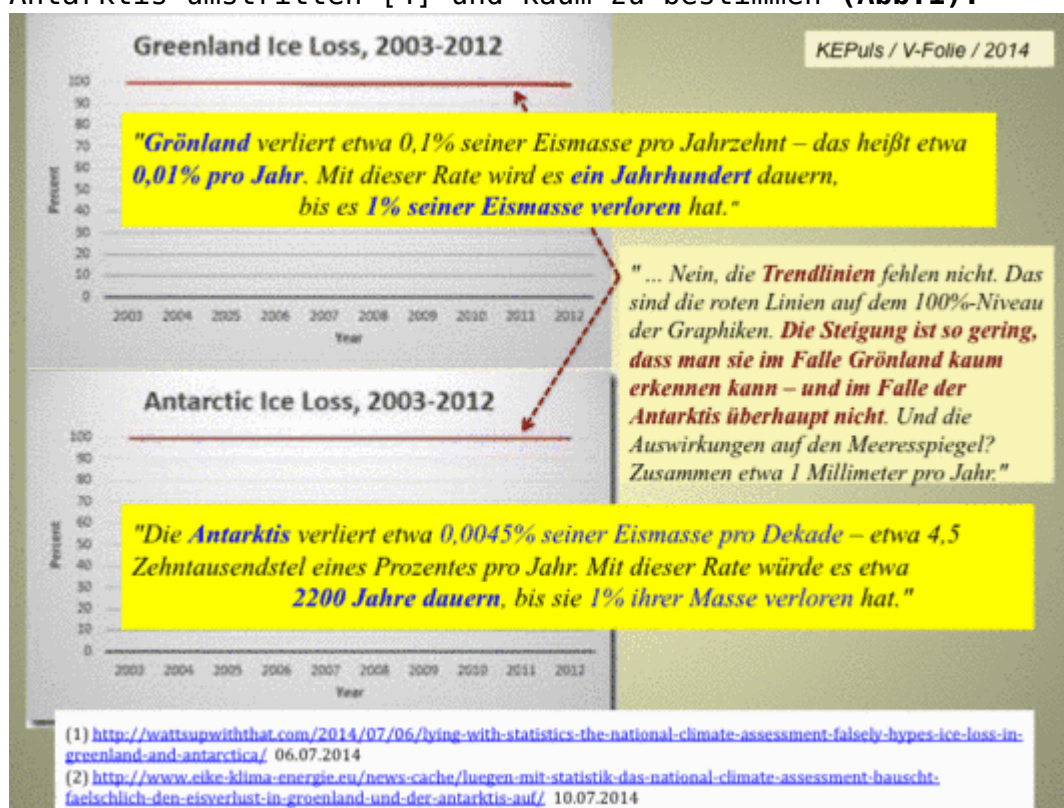 Antarktis umstritten [4] und kaum zu bestimmen (Abb.1).
Greenland Ice Loss, 2003-2012
KEPuls / V-Folie / 2014
100
90
80
70
60
50
40
30
20
10
0
Percent
"Grönland verliert etwa 0,1% seiner Eismasse pro Jahrzehnt – das heißt etwa
0,01% pro Jahr. Mit dieser Rate wird es ein Jahrhundert dauern,
bis es 1% seiner Eismasse verloren hat."
2003 2004 2005 2006 2007 2008 2009 2010 2011 2012
Year
" ... Nein, die Trendlinien fehlen nicht. Das
sind die roten Linien auf dem 100%-Niveau
der Graphiken. Die Steigung ist so gering,
dass man sie im Falle Grönland kaum
erkennen kann – und im Falle der
Antarktis überhaupt nicht. Und die
Auswirkungen auf den Meeresspiegel?
Zusammen etwa 1 Millimeter pro Jahr."
Antarctic Ice Loss, 2003-2012
100
90
80
70
60
50
40
30
20
10
0
Percent
"Die Antarktis verliert etwa 0,0045% seiner Eismasse pro Dekade – etwa 4,5
Zehntausendstel eines Prozentes pro Jahr. Mit dieser Rate würde es etwa
2200 Jahre dauern, bis sie 1% ihrer Masse verloren hat."
2003 2004 2005 2006 2007 2008 2009 2010 2011 2012
Year
(1) http://wattsupwiththat.com/2014/07/06/lying-with-statistics-the-national-climate-assessment-falsely-hypes-ice-loss-in-
greenland-and-antarctica/ 06.07.2014
(2) http://www.eike-klima-energie.eu/news-cache/luegen-mit-statistik-das-national-climate-assessment-bauscht-
faelschlich-den-eisverlust-in-groenland-und-der-antarktis-auf/ 10.07.2014